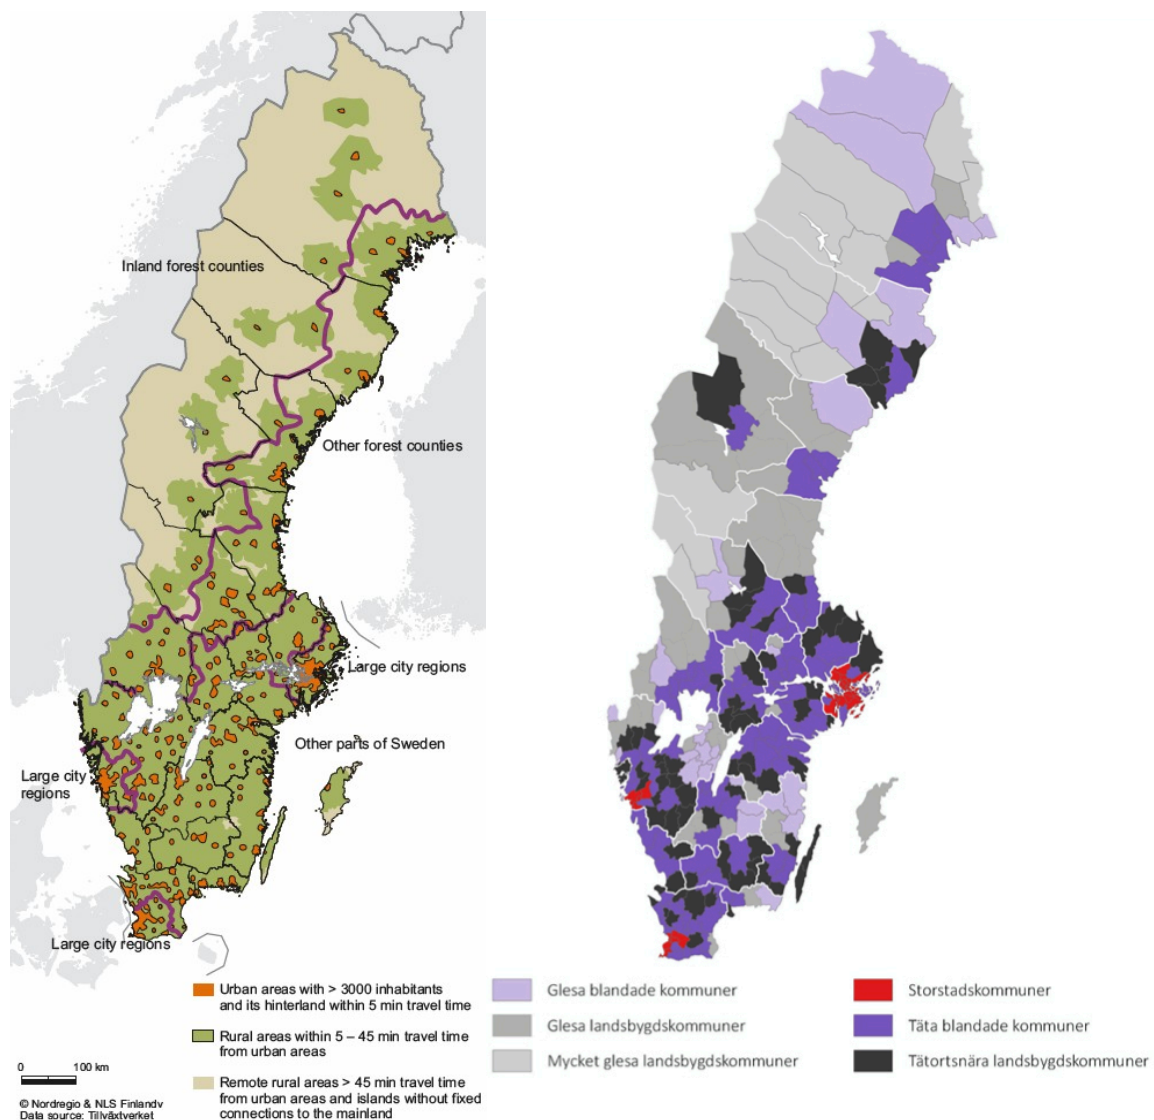 Inland forest counties
Other forest counties
Large city regions
Other parts of Sweden
Large city
regions
Large city regions
Urban areas with > 3000 inhabitants
and its hinterland within 5 min travel time
Rural areas within 5 – 45 min travel time
from urban areas
Remote rural areas > 45 min travel time
from urban areas and islands without fixed
connections to the mainland
0 100 km
© Nordregio & NLS Finlandv
Data source: Tillväxtverket
Glesa blandade kommuner
Glesa landsbygdskommuner
Mycket glesa landsbygdskommuner
Storstadskommuner
Täta blandade kommuner
Tätortsnära landsbygdskommuner